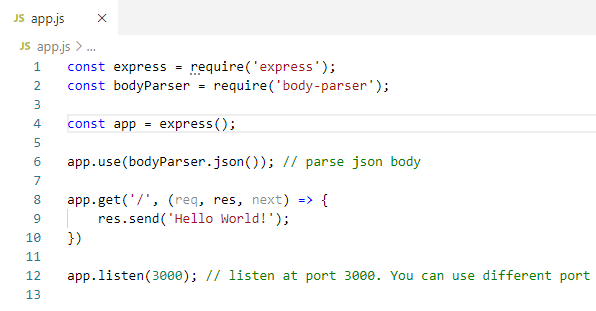 JS app.js ×
JS app.js > ...
1 const express = require('express');
2 const bodyParser = require('body-parser');
3
4 const app = express();
5
6 app.use(bodyParser.json()); // parse json body
7
8 app.get('/', (req, res, next) => {
9     res.send('Hello World!');
10 })
11
12 app.listen(3000); // listen at port 3000. You can use different port
13